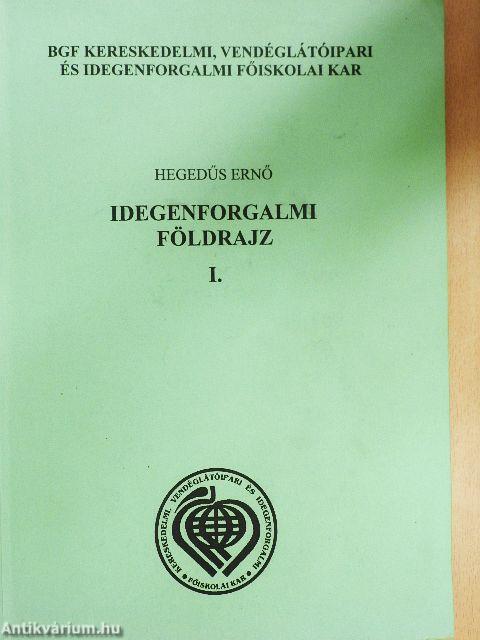 BGF KERESKEDELMI, VENDÉGLÁTÓIPARI
ÉS IDEGENFORGALMI FŐISKOLAI KAR
HEGEDŰS ERNŐ
IDEGENFORGALMI
FÖLDRAJZ
I.
KERESKEDELMI, VENDÉGLÁTÓIPARI ÉS IDEGENFORGALMI
• FŐISKOLAI KAR •
Antikvárium.hu